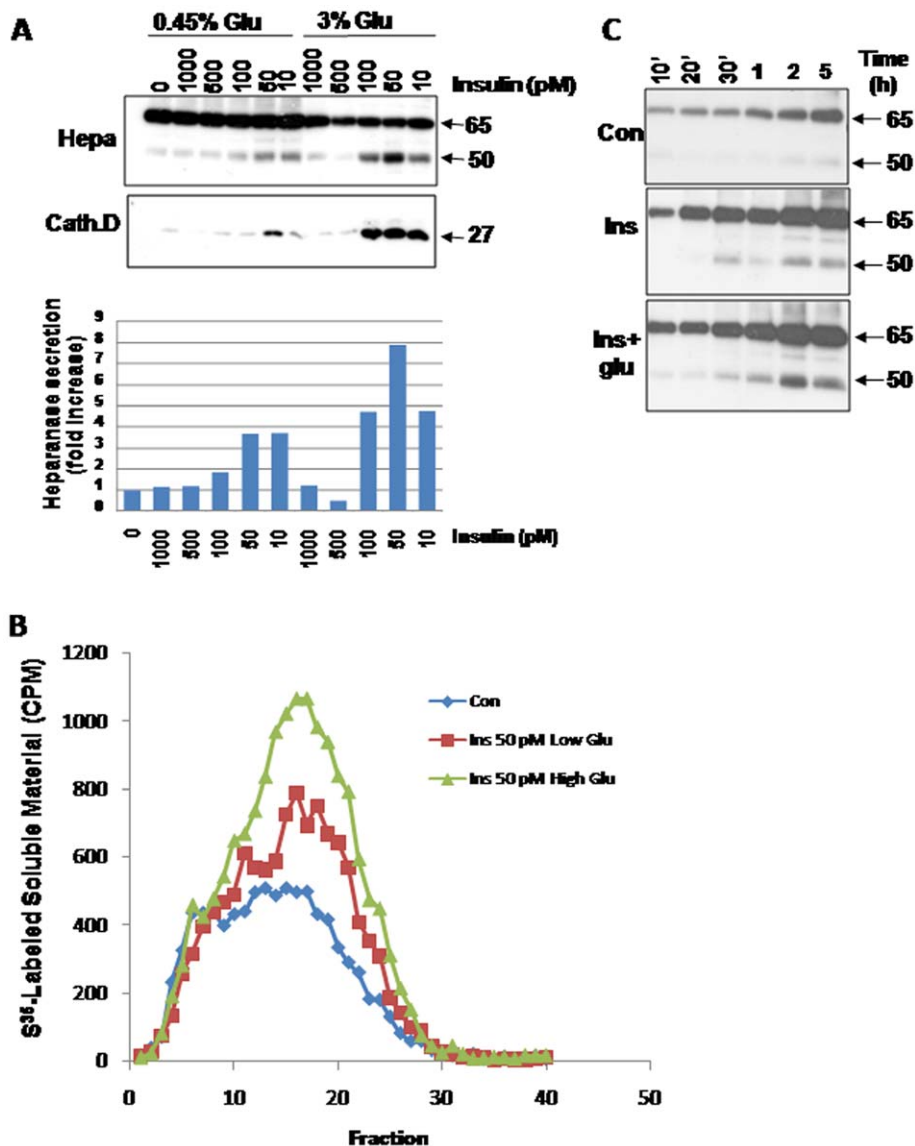 A
0.45% Glu 3% Glu
0 1000 500 100 50 10 1000 500 100 50 10 Insulin (pM)
Hepa
65
50
Cath.D
27
Heparanase secretion
(fold increase)
9
8
7
6
5
4
3
2
1
0
0 1000 500 100 50 10 1000 500 100 50 10 Insulin (pM)
C
10' 20' 30' 1 2 5 Time
(h)
Con
65
50
Ins
65
50
Ins+
glu
65
50
B
S³⁵-Labeled Soluble Material (CPM)
1200
1000
800
600
400
200
0
0 10 20 30 40 50
Fraction
Con
Ins 50 pM Low Glu
Ins 50 pM High Glu